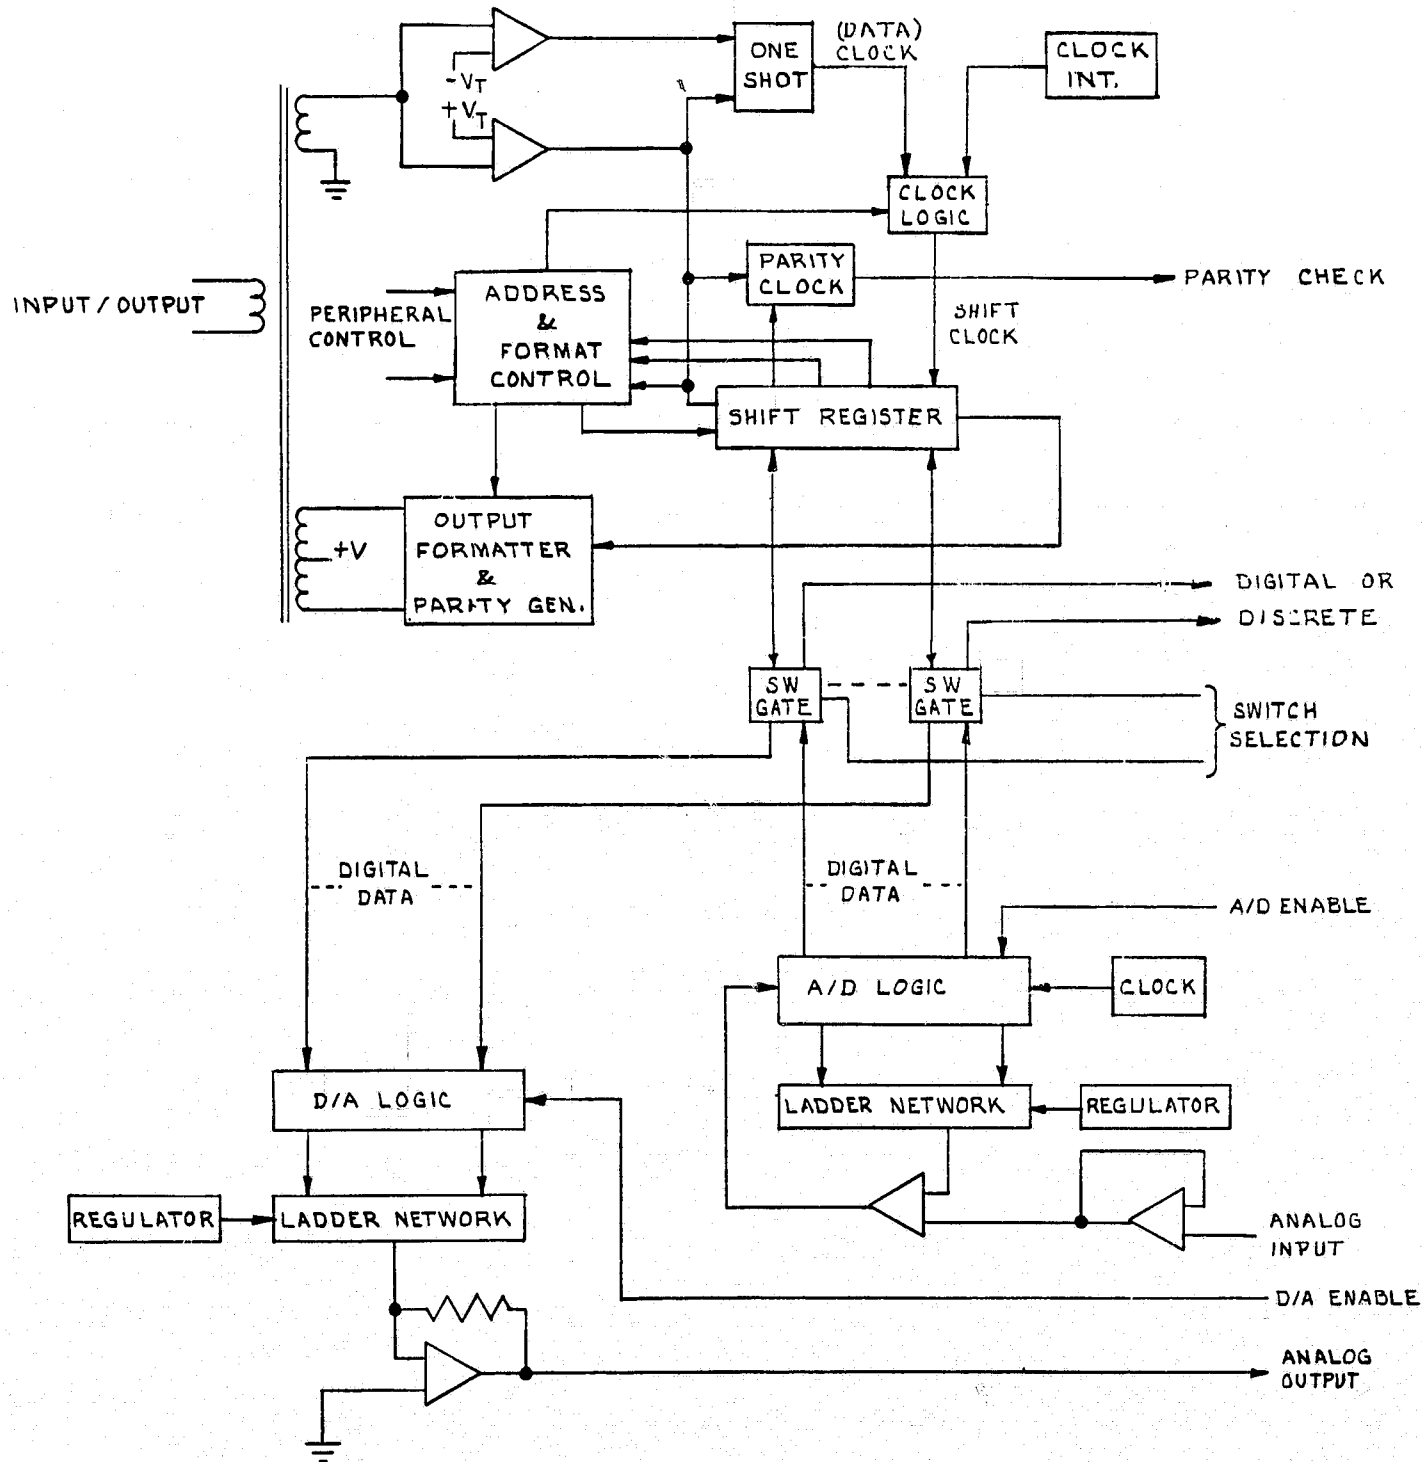 ONE
SHOT
(DATA)
CLOCK
CLOCK
INT.
-VT
+VT
CLOCK
LOGIC
INPUT/OUTPUT
PERIPHERAL
CONTROL
ADDRESS
&
FORMAT
CONTROL
PARITY
CLOCK
PARITY CHECK
SHIFT
CLOCK
SHIFT REGISTER
+V
OUTPUT
FORMATTER
&
PARITY GEN.
DIGITAL OR
DISCRETE
SW
GATE
SW
GATE
SWITCH
SELECTION
DIGITAL
DATA
DIGITAL
DATA
A/D ENABLE
A/D LOGIC
CLOCK
D/A LOGIC
LADDER NETWORK
REGULATOR
REGULATOR
LADDER NETWORK
ANALOG
INPUT
D/A ENABLE
ANALOG
OUTPUT